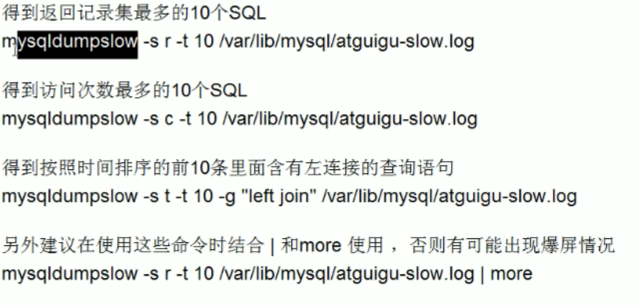 得到返回记录集最多的10个SQL
mysqldumpslow -s r -t 10 /var/lib/mysql/atguigu-slow.log
得到访问次数最多的10个SQL
mysqldumpslow -s c -t 10 /var/lib/mysql/atguigu-slow.log
得到按照时间排序的前10条里面含有左连接的查询语句
mysqldumpslow -s t -t 10 -g "left join" /var/lib/mysql/atguigu-slow.log
另外建议在使用这些命令时结合 | 和more 使用 ，否则有可能出现爆屏情况
mysqldumpslow -s r -t 10 /var/lib/mysql/atguigu-slow.log | more